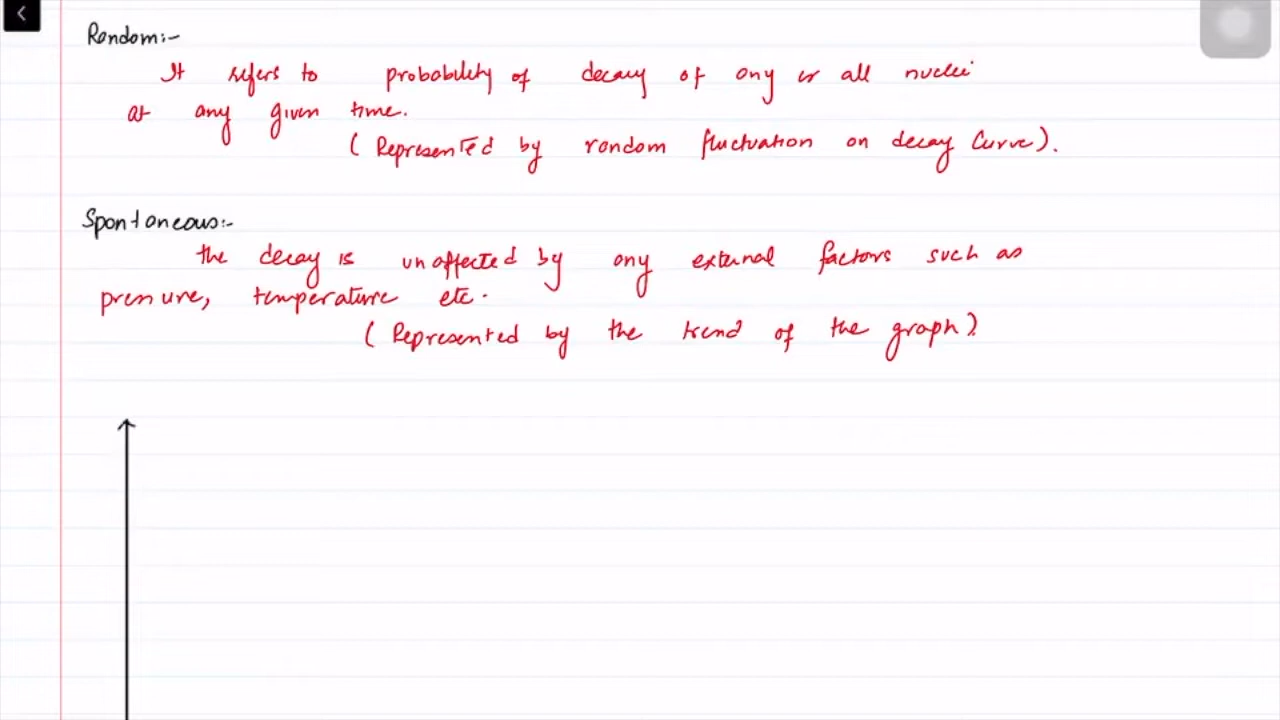 Random:-
It refers to probability of decay of any or all nuclei
at any given time.
(Represented by random fluctuation on decay Curve).
Spontaneous:-
the decay is unaffected by any external factors such as
pressure, temperature etc.
(Represented by the trend of the graph)